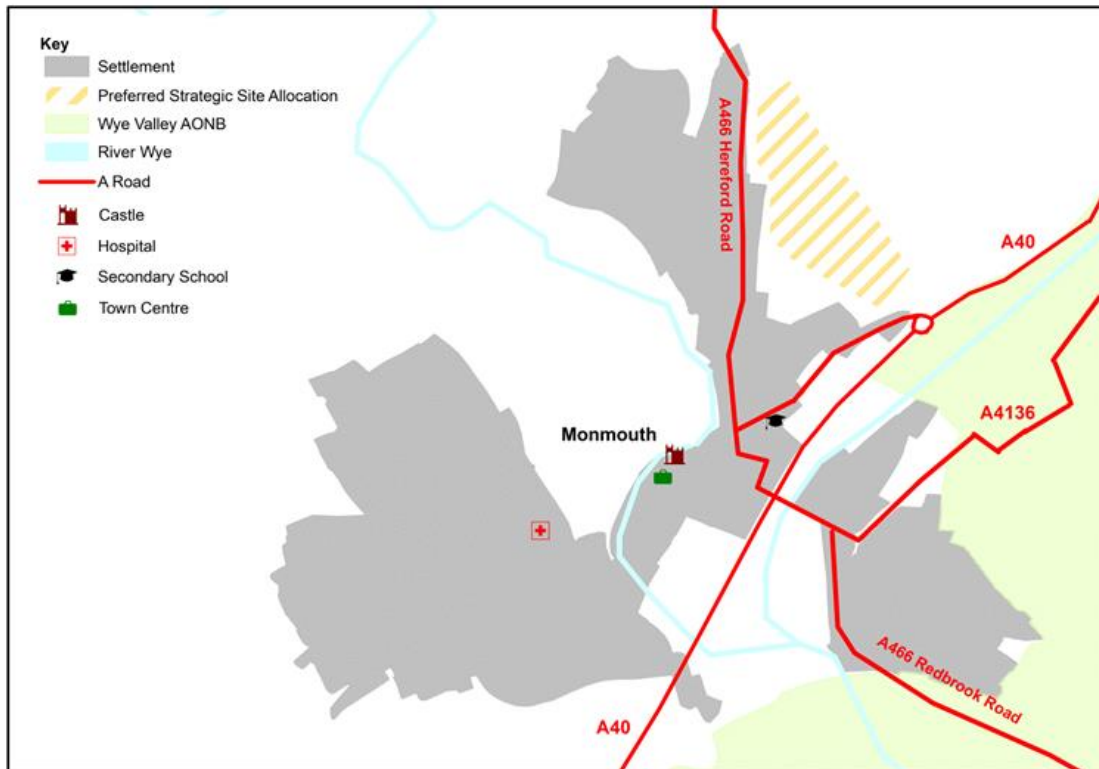 Key
Settlement
Preferred Strategic Site Allocation
Wye Valley AONB
River Wye
A Road
Castle
Hospital
Secondary School
Town Centre
A466 Hereford Road
A40
A4136
Monmouth
A466 Redbrook Road
A40